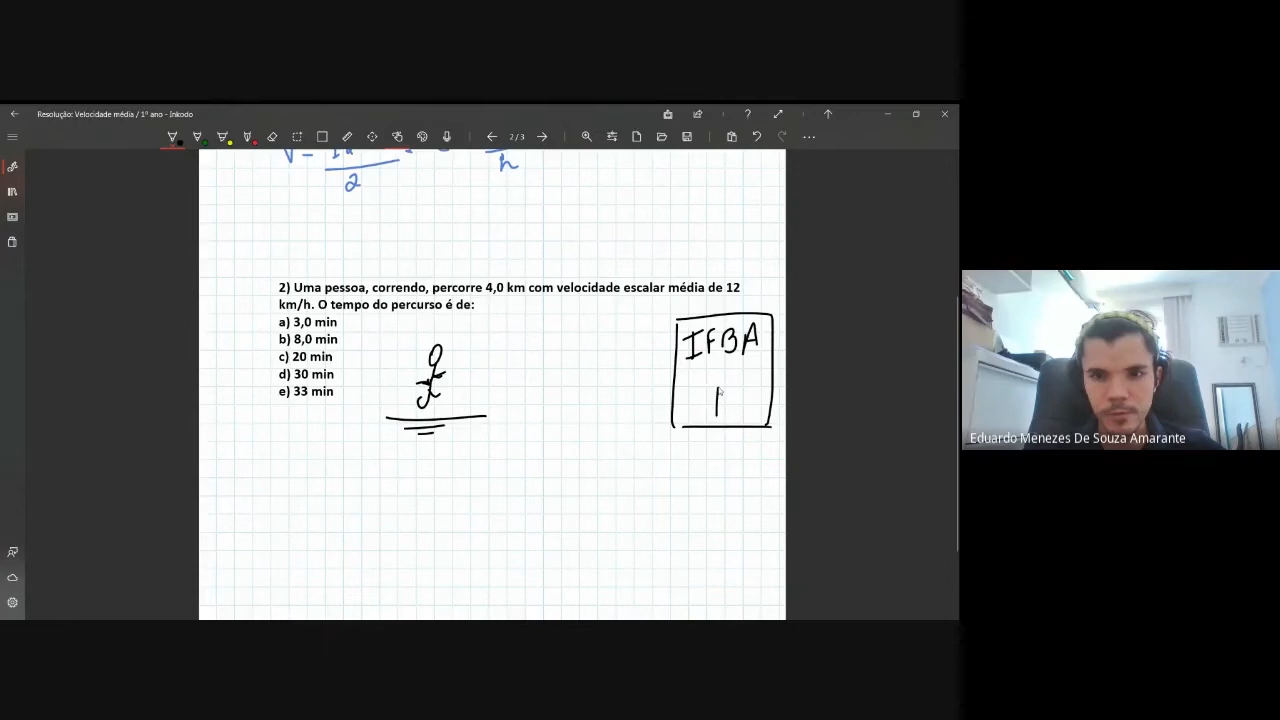 Resolução: Velocidade média / 1º ano - Inkodo
2/3
2
h
2) Uma pessoa, correndo, percorre 4,0 km com velocidade escalar média de 12
km/h. O tempo do percurso é de:
a) 3,0 min
b) 8,0 min
c) 20 min
d) 30 min
e) 33 min
IFBA
Eduardo Menezes De Souza Amarante